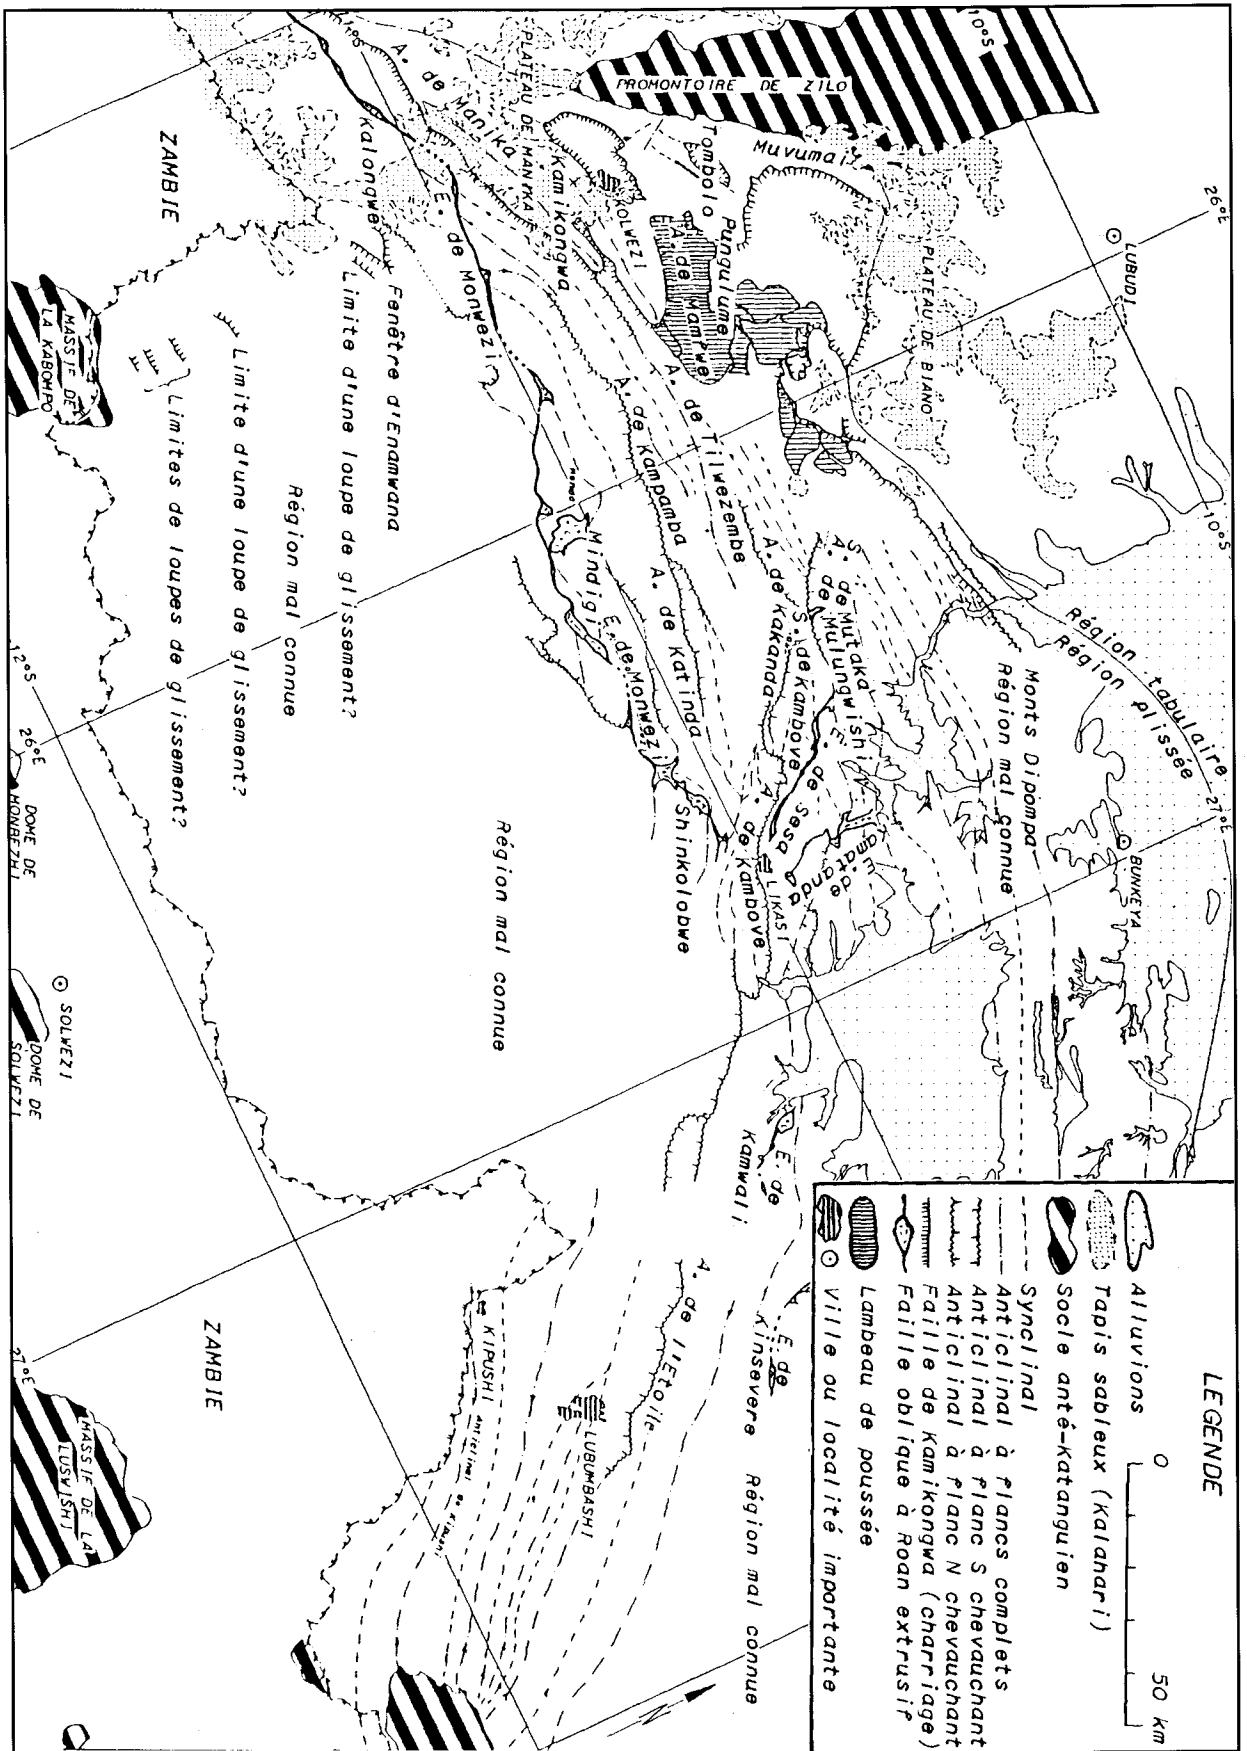 LEGENDE
0 50 km
Alluvions
Tapis sableux (Kalahari)
Socle anté-katanguien
Synclinal
Anticlinal à flancs complets
Anticlinal à flanc S chevauchant
Anticlinal à flanc N chevauchant
Faille de Kamikongwa (charriage)
Faille oblique à Roan extrusif
Lambeau de poussée
Ville ou localité importante
10°S
26°E
10°S
27°E
12°S
26°E
27°E
N
PROMONTOIRE DE ZILO
Muvumai
LUBUDI
PLATEAU DE BIANO
PLATEAU DE MANIKA
A. de Manika
Kamikongwa
KOLWEZI
Tombolo
Pungulume
A. de Mampwe
Kalongwe
E. de Monwezi
A. de Tilwezembe
A. de Kampamba
A. de Katinda
A. de Kakanda
S. de Kambove
S. de Mutaka
A. de Mulungwishi
E. de Sesa
E. de Kamatanda
A. de Kambove
LIKASI
Shinkolobwe
Mindigi
E. de Monwezi
Région tabulaire
Région plissée
Monts Dipompa
Région mal connue
BUNKEYA
Fenêtre d'Enamwana
Limite d'une loupe de glissement?
Région mal connue
Limite d'une loupe de glissement?
Limites de loupes de glissement?
Région mal connue
ZAMBIE
MASSIF DE
LA KABOMPO
DOME DE
SOLWEZI
DOME DE
SOLWEZI
E. de
Kamwali
E. de
Kinsevere
Région mal connue
A. de l'Etoile
LUBUMBASHI
KIPUSHI
ZAMBIE
MASSIF DE LA
LUSWISHI